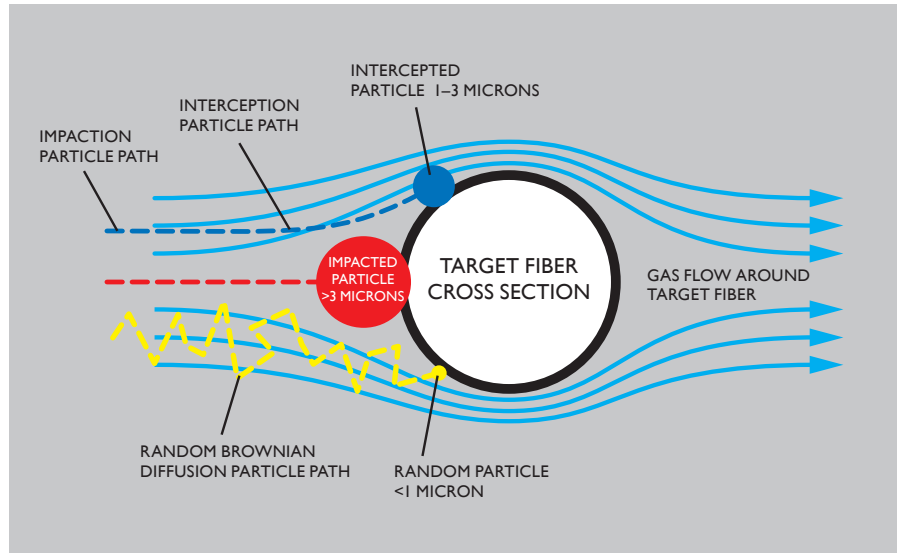 INTERCEPTED
PARTICLE 1–3 MICRONS
INTERCEPTION
PARTICLE PATH
IMPACTION
PARTICLE PATH
IMPACTED
PARTICLE
>3 MICRONS
TARGET FIBER
CROSS SECTION
GAS FLOW AROUND
TARGET FIBER
RANDOM BROWNIAN
DIFFUSION PARTICLE PATH
RANDOM PARTICLE
<1 MICRON